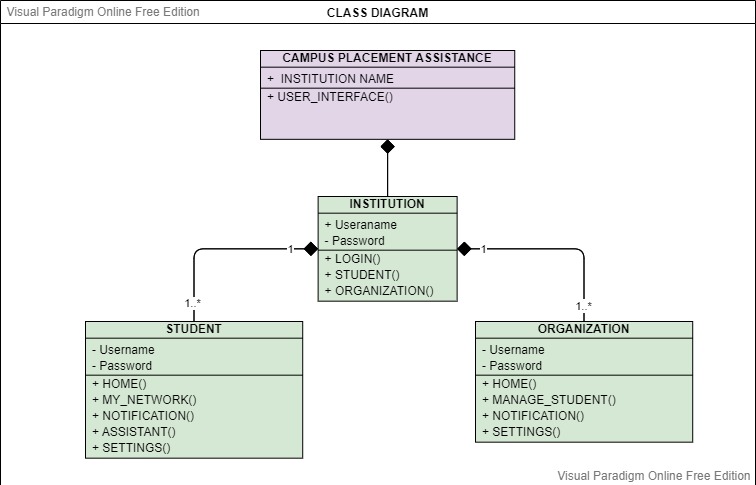 Visual Paradigm Online Free Edition
CLASS DIAGRAM
CAMPUS PLACEMENT ASSISTANCE
+ INSTITUTION NAME
+ USER_INTERFACE()
INSTITUTION
+ Useraname
- Password
+ LOGIN()
+ STUDENT()
+ ORGANIZATION()
1
1
1..*
1..*
STUDENT
- Username
- Password
+ HOME()
+ MY_NETWORK()
+ NOTIFICATION()
+ ASSISTANT()
+ SETTINGS()
ORGANIZATION
- Username
- Password
+ HOME()
+ MANAGE_STUDENT()
+ NOTIFICATION()
+ SETTINGS()
Visual Paradigm Online Free Edition